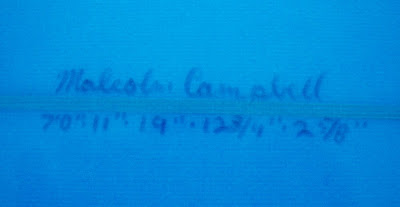 Malcolm Campbell
7'0" 11" · 19" · 12 3/4" · 2 5/8"